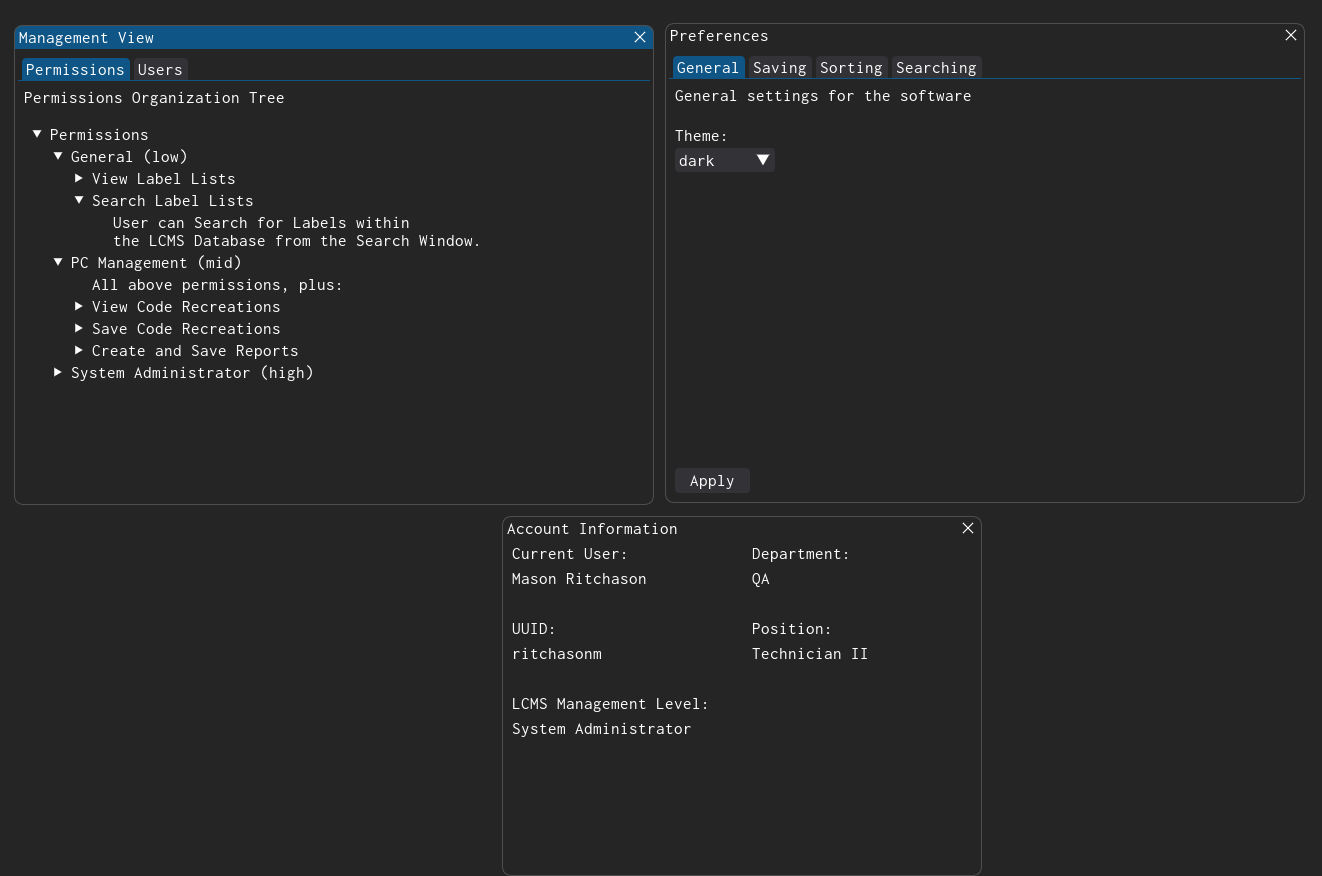 Management View
Permissions Users
Permissions Organization Tree
Permissions
General (low)
View Label Lists
Search Label Lists
User can Search for Labels within
the LCMS Database from the Search Window.
PC Management (mid)
All above permissions, plus:
View Code Recreations
Save Code Recreations
Create and Save Reports
System Administrator (high)
Preferences
General Saving Sorting Searching
General settings for the software
Theme:
dark
Apply
Account Information
Current User: Department:
Mason Ritchason QA
UUID: Position:
ritchasonm Technician II
LCMS Management Level:
System Administrator